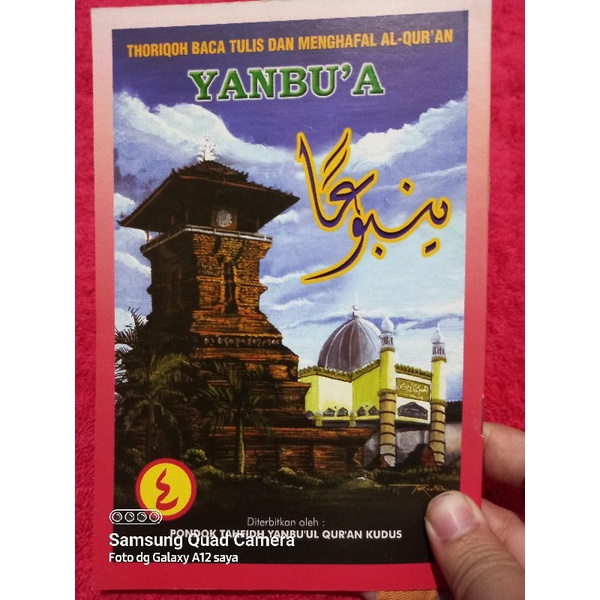 THORIQOH BACA TULIS DAN MENGHAFAL AL-QUR'AN
YANBU'A
ينبوعا
٤
Diterbitkan oleh :
PONDOK TAHFIDH YANBU'UL QUR'AN KUDUS
Samsung Quad Camera
Foto dg Galaxy A12 saya